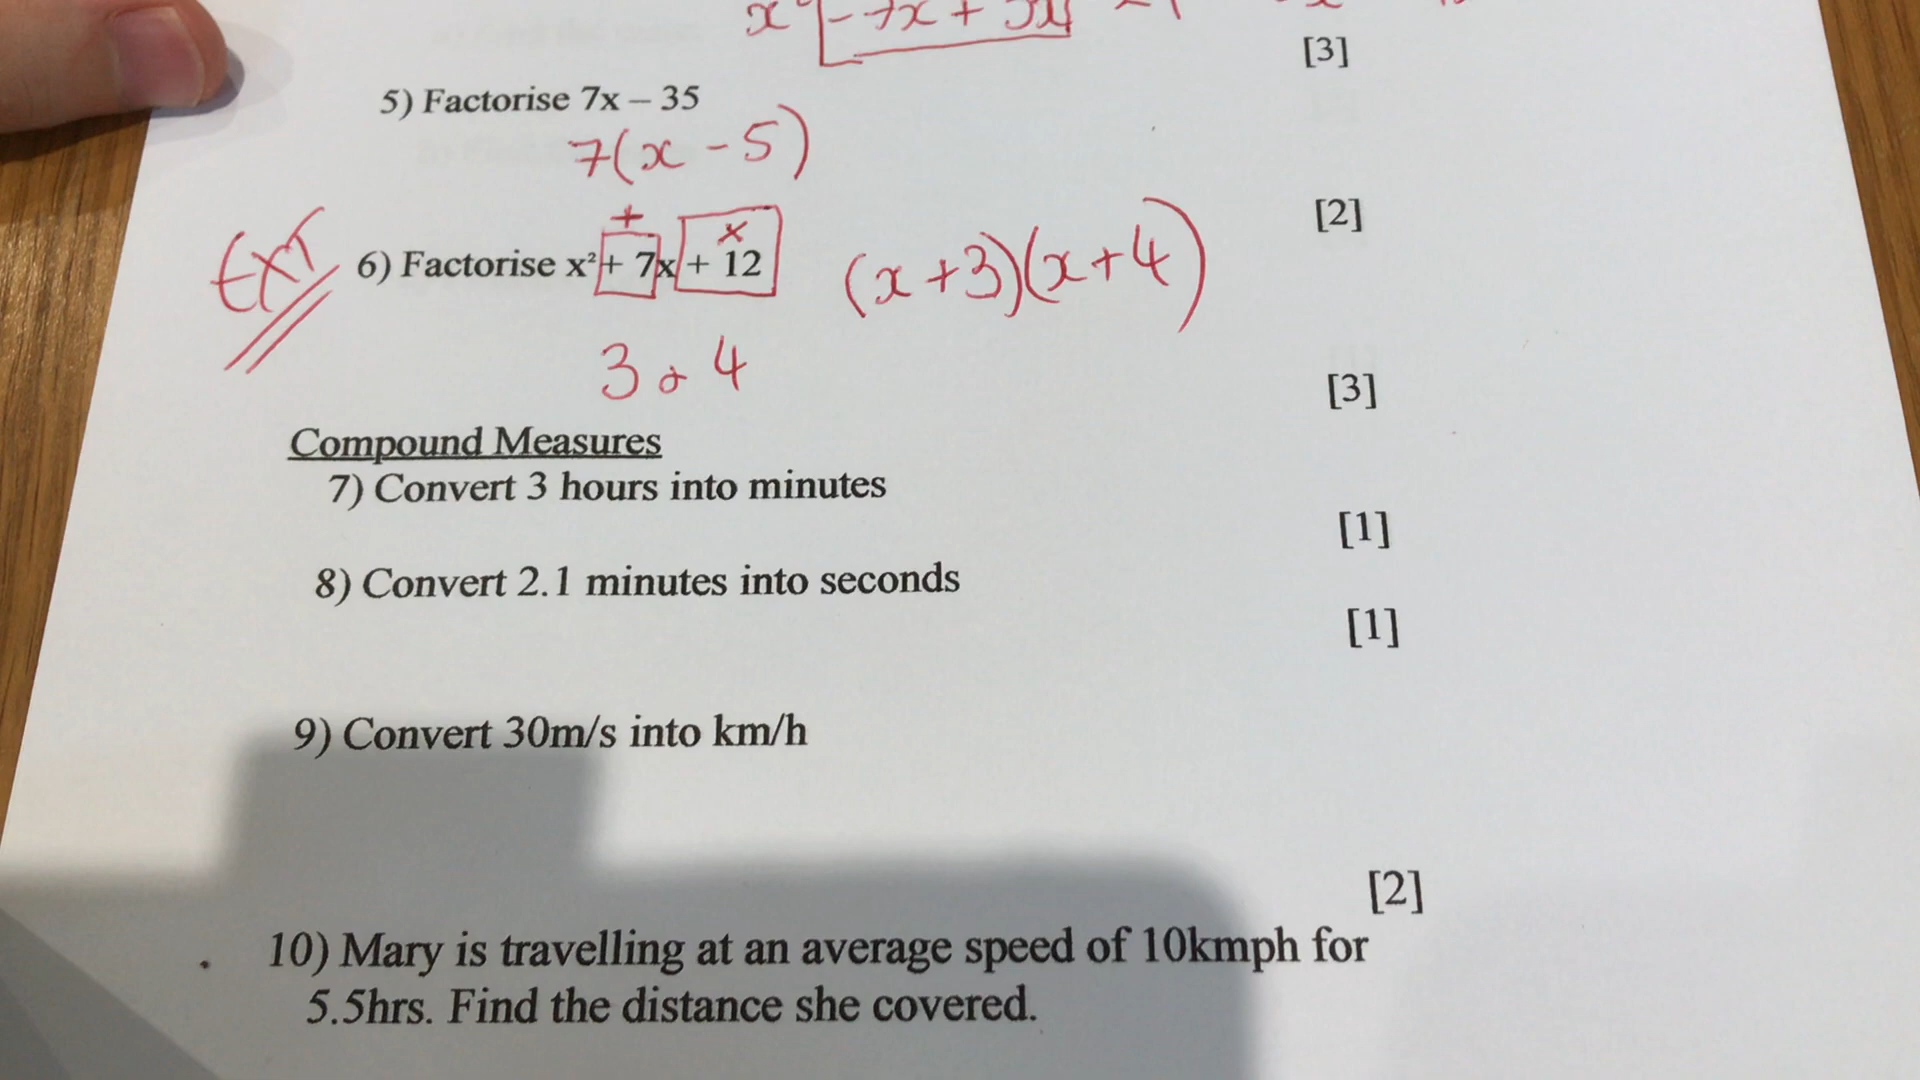 [3]
5) Factorise 7x – 35
7(x - 5)
[2]
Ext
+ x
6) Factorise x² + 7x + 12 (x + 3)(x + 4)
3 & 4
[3]
Compound Measures
7) Convert 3 hours into minutes
[1]
8) Convert 2.1 minutes into seconds
[1]
9) Convert 30m/s into km/h
[2]
10) Mary is travelling at an average speed of 10kmph for
5.5hrs. Find the distance she covered.